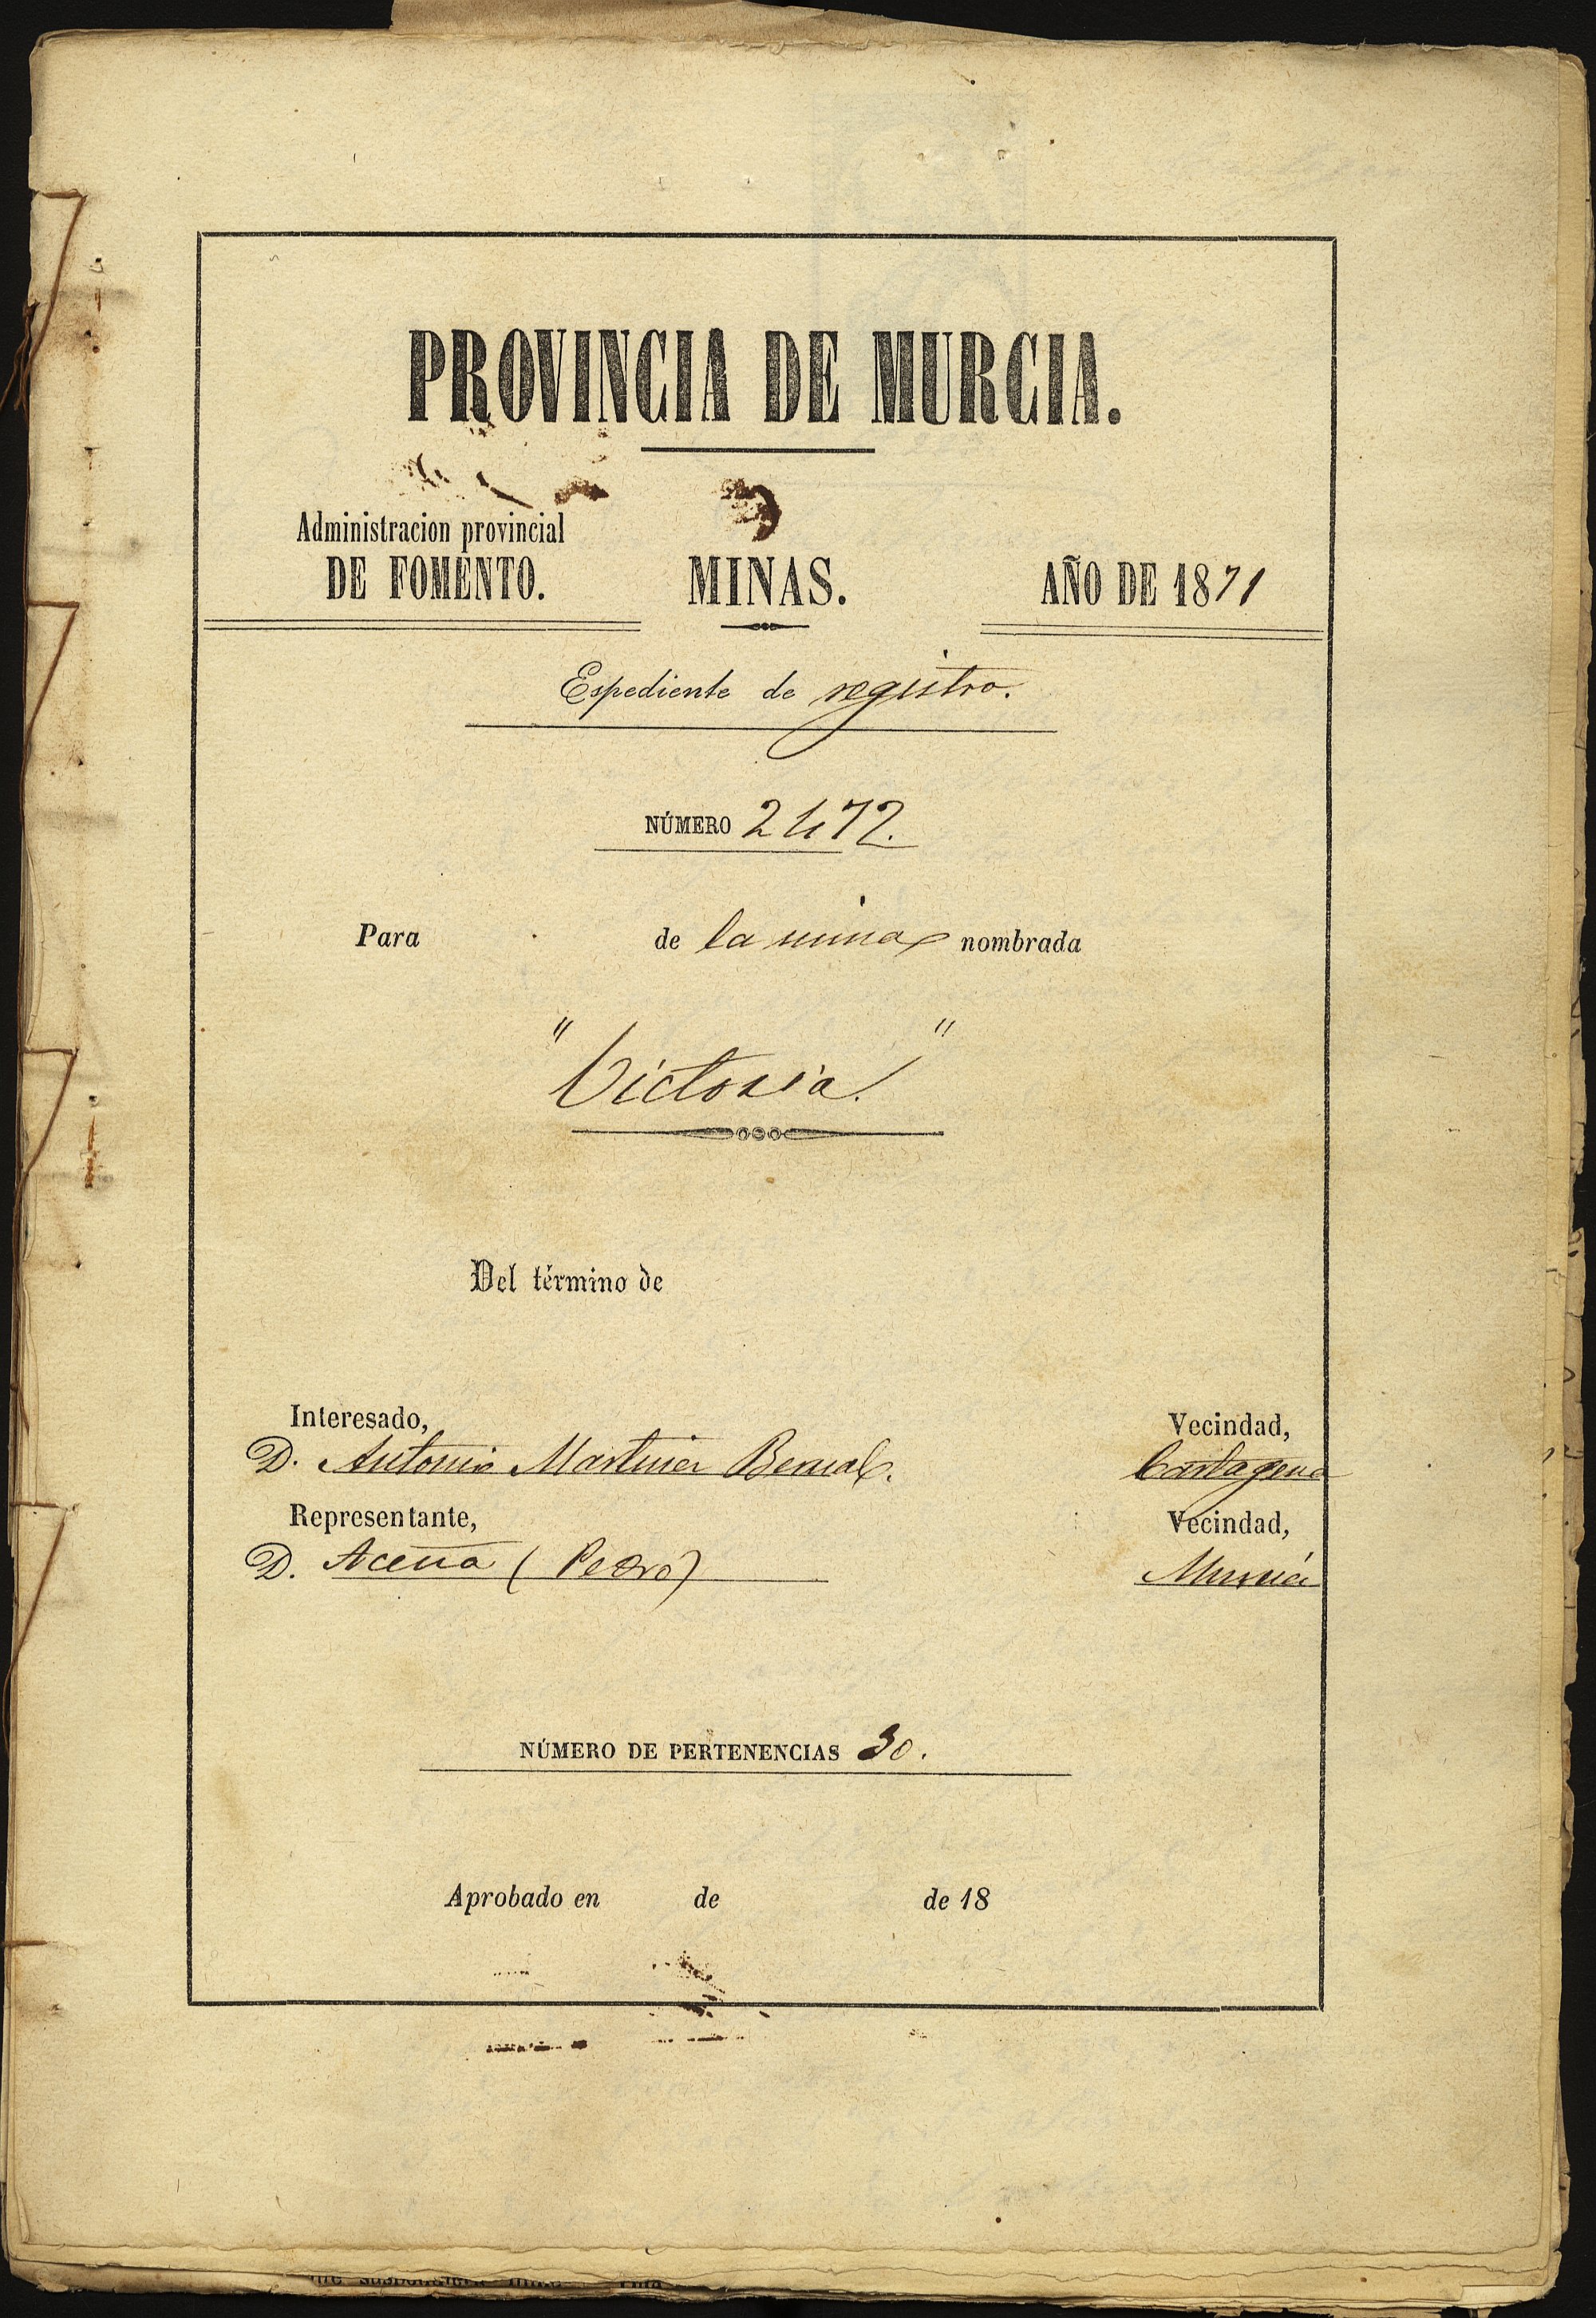 PROVINCIA DE MURCIA.
Administracion provincial
DE FOMENTO.
MINAS.
AÑO DE 1871
Espediente de registro.
NÚMERO 2472.
Para de la mina nombrada
"Victoria."
Del término de
Interesado,
Vecindad,
D. Antonio Martinez Bernal.
Cartagena
Representante,
Vecindad,
D. Aceña (Pedro)
Murcia
NÚMERO DE PERTENENCIAS 30.
Aprobado en de de 18